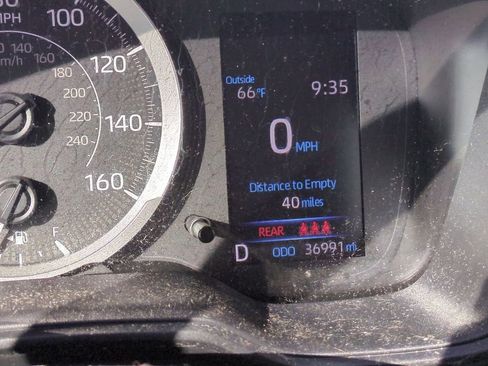 80
MPH
100
120
140
160
140
km/h
160
180
200
220
240
F
Outside
66°F
9:35
0 MPH
Distance to Empty
40 miles
REAR
D ODO 36991 mi